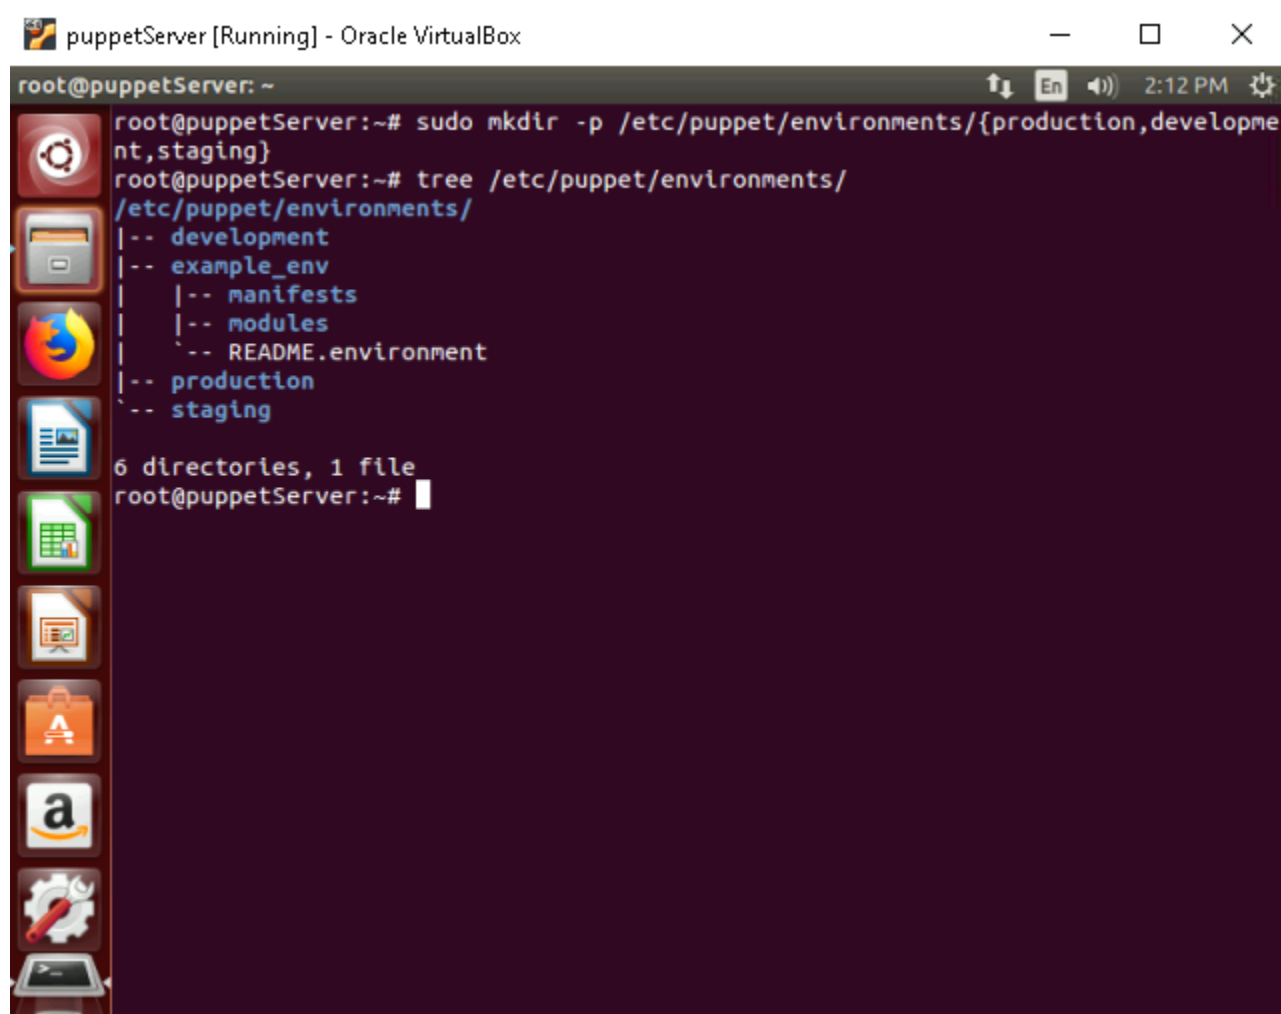 puppetServer [Running] - Oracle VirtualBox
root@puppetServer: ~ En 2:12 PM
root@puppetServer:~# sudo mkdir -p /etc/puppet/environments/{production,developme
nt,staging}
root@puppetServer:~# tree /etc/puppet/environments/
/etc/puppet/environments/
|-- development
|-- example_env
|   |-- manifests
|   |-- modules
|   `-- README.environment
|-- production
`-- staging
6 directories, 1 file
root@puppetServer:~#